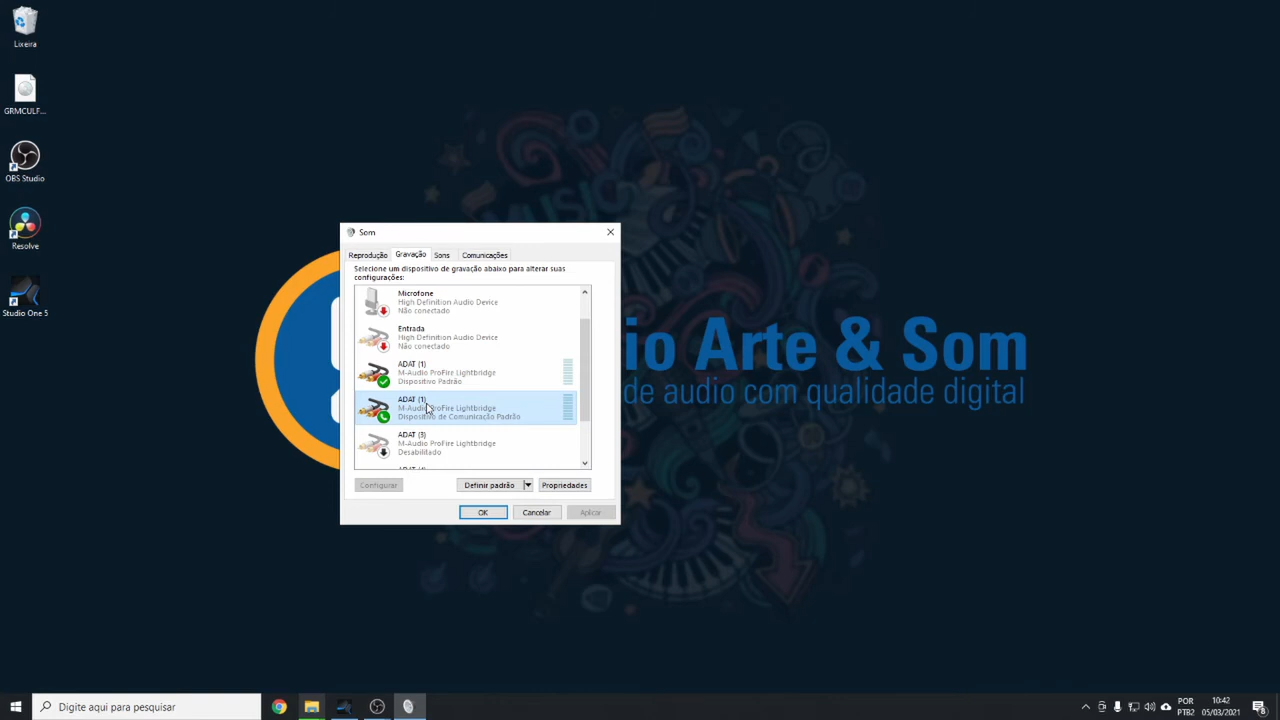 Lixeira
GRMCULF...
OBS Studio
Resolve
Studio One 5
Som
Reprodução
Gravação
Sons
Comunicações
Selecione um dispositivo de gravação abaixo para alterar suas
configurações:
Microfone
High Definition Audio Device
Não conectado
Entrada
High Definition Audio Device
Não conectado
ADAT (1)
M-Audio ProFire Lightbridge
Dispositivo Padrão
ADAT (1)
M-Audio ProFire Lightbridge
Dispositivo de Comunicação Padrão
ADAT (3)
M-Audio ProFire Lightbridge
Desabilitado
Configurar
Definir padrão
Propriedades
OK
Cancelar
Aplicar
io Arte & Som
de audio com qualidade digital
MUSIC
Digite aqui para pesquisar
POR
PTB2
10:42
05/03/2021
8